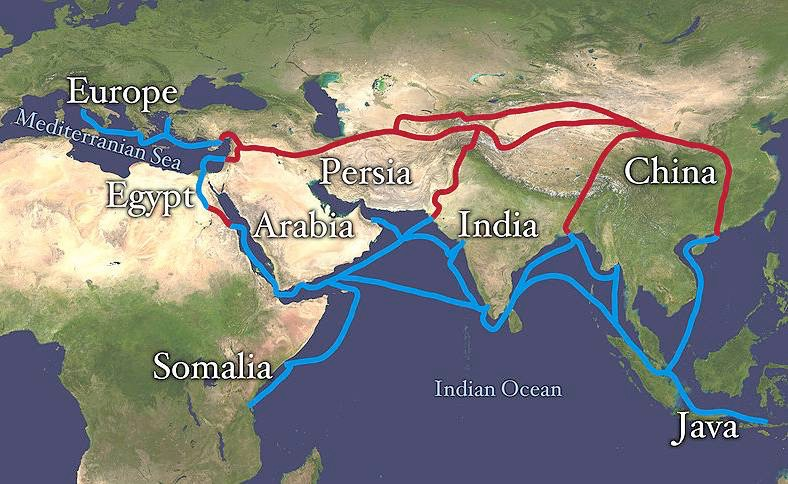 Europe
Mediterranean Sea
Persia
China
Egypt
Arabia
India
Somalia
Indian Ocean
Java